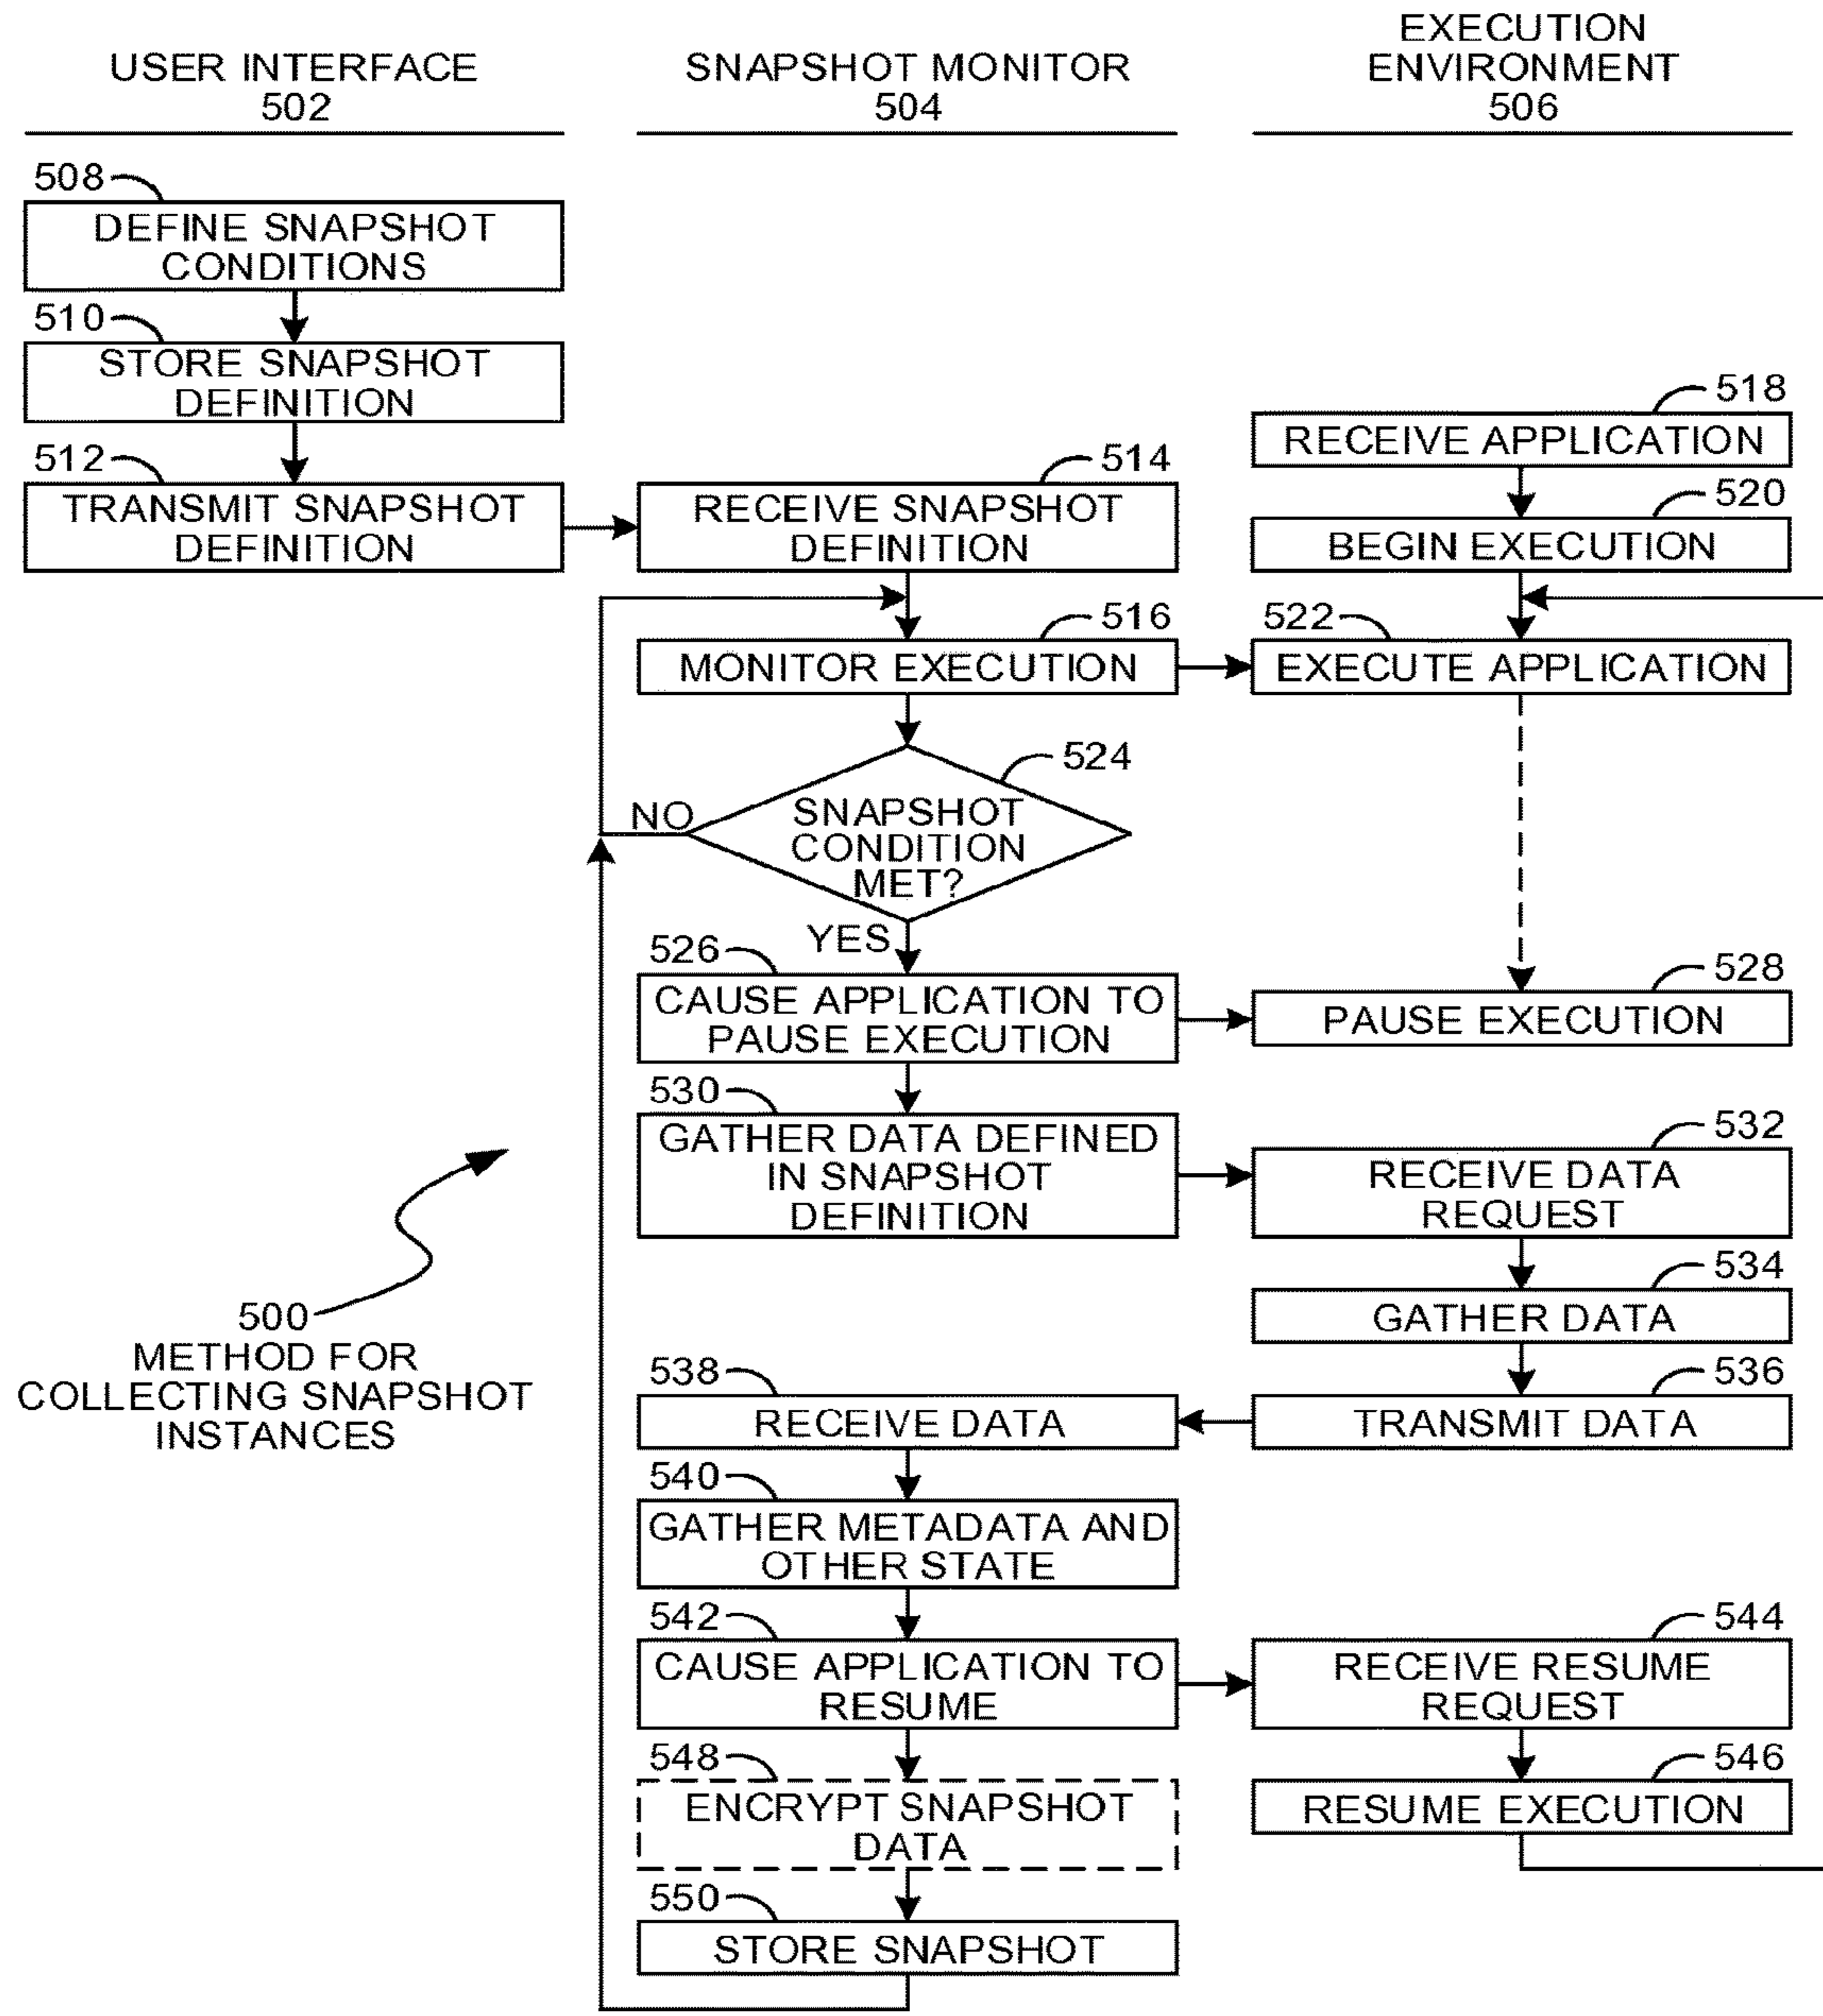 USER INTERFACE
502
SNAPSHOT MONITOR
504
EXECUTION
ENVIRONMENT
506
508
DEFINE SNAPSHOT
CONDITIONS
510
STORE SNAPSHOT
DEFINITION
512
TRANSMIT SNAPSHOT
DEFINITION
514
RECEIVE SNAPSHOT
DEFINITION
516
MONITOR EXECUTION
518
RECEIVE APPLICATION
520
BEGIN EXECUTION
522
EXECUTE APPLICATION
524
SNAPSHOT
CONDITION
MET?
NO
YES
526
CAUSE APPLICATION TO
PAUSE EXECUTION
528
PAUSE EXECUTION
530
GATHER DATA DEFINED
IN SNAPSHOT
DEFINITION
532
RECEIVE DATA
REQUEST
534
GATHER DATA
536
TRANSMIT DATA
538
RECEIVE DATA
540
GATHER METADATA AND
OTHER STATE
542
CAUSE APPLICATION TO
RESUME
544
RECEIVE RESUME
REQUEST
546
RESUME EXECUTION
548
ENCRYPT SNAPSHOT
DATA
550
STORE SNAPSHOT
500
METHOD FOR
COLLECTING SNAPSHOT
INSTANCES